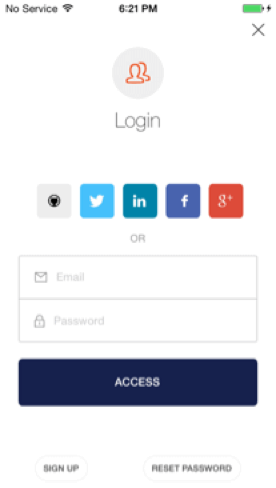 No Service 6:21 PM
Login
in f g+
OR
Email
Password
ACCESS
SIGN UP RESET PASSWORD